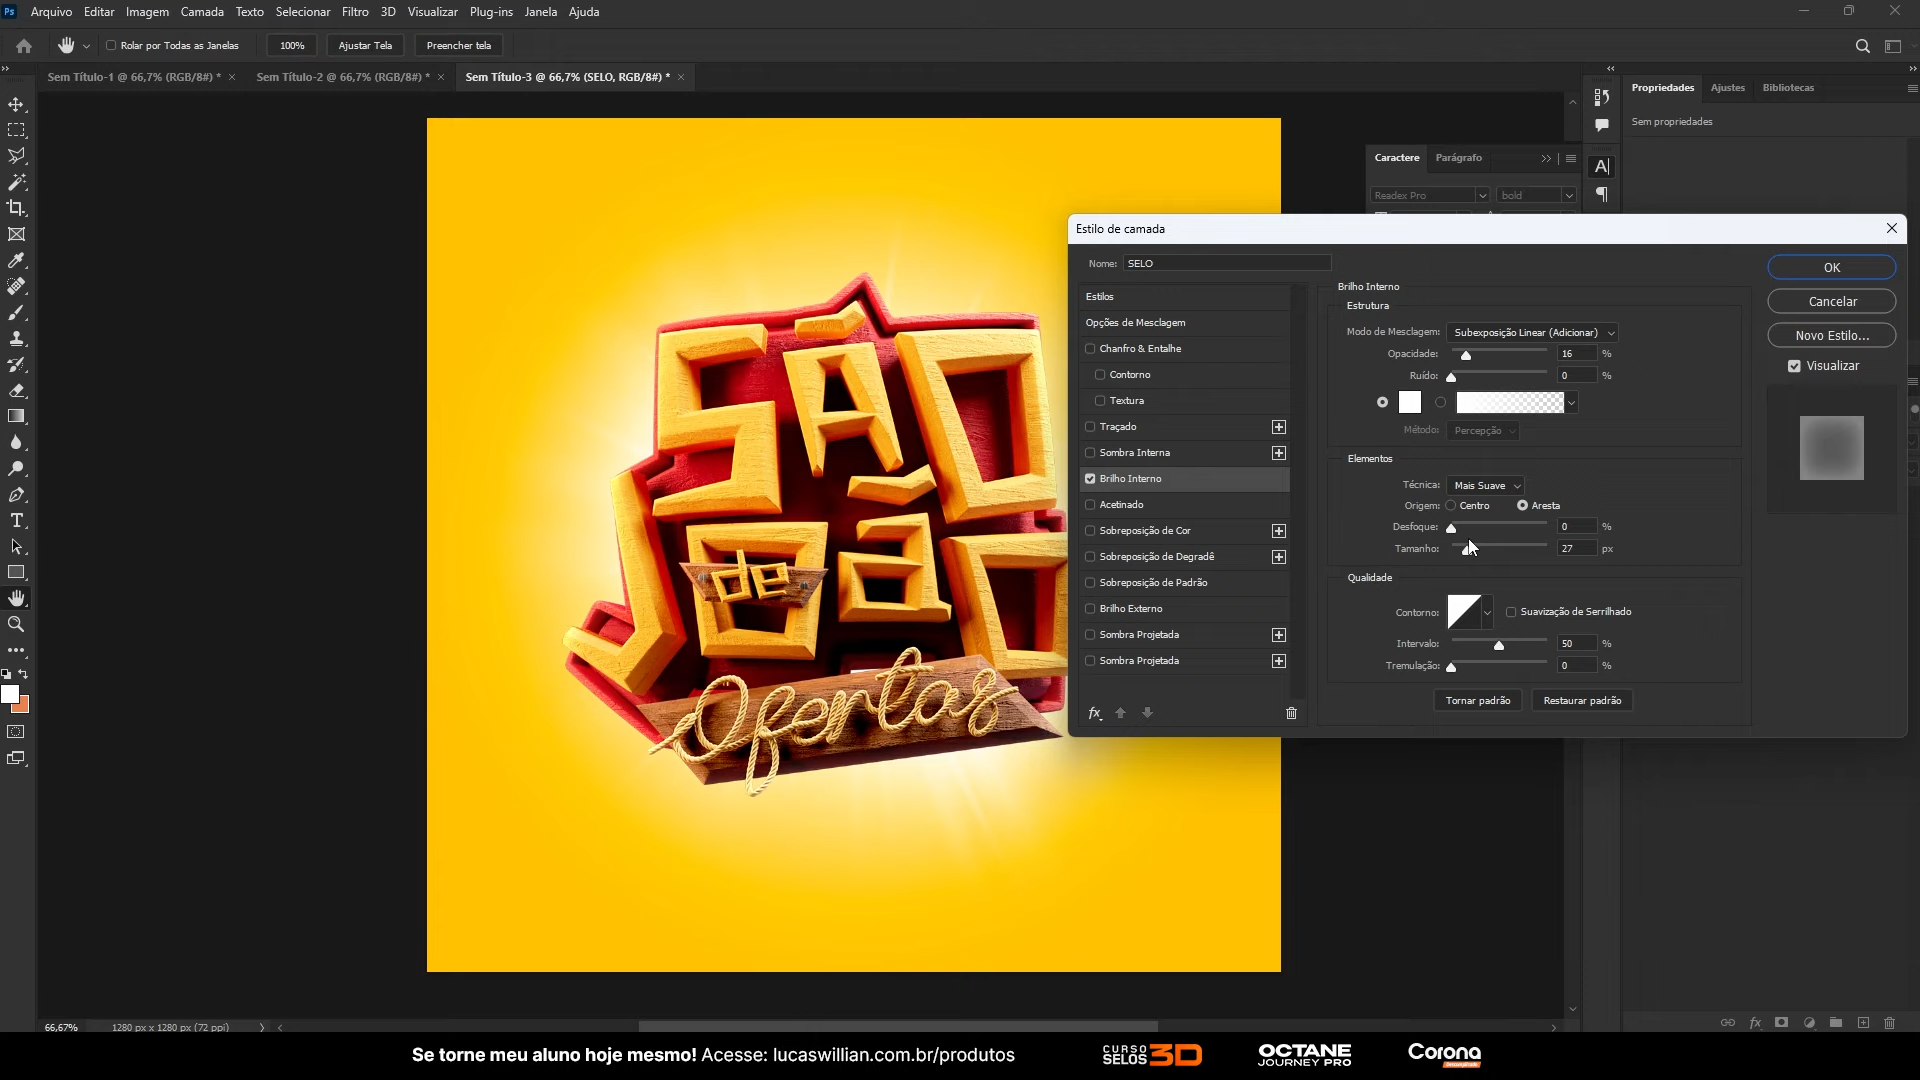 Ps Arquivo Editar Imagem Camada Texto Selecionar Filtro 3D Visualizar Plug-ins Janela Ajuda
Rolar por Todas as Janelas 100% Ajustar Tela Preencher tela
Sem Título-1 @ 66,7% (RGB/8#) * × Sem Título-2 @ 66,7% (RGB/8#) * × Sem Título-3 @ 66,7% (SELO, RGB/8#) * ×
Propriedades Ajustes Bibliotecas
Sem propriedades
Caractere Parágrafo
Readex Pro bold
Estilo de camada
Nome: SELO
OK
Cancelar
Novo Estilo...
Visualizar
Estilos
Opções de Mesclagem
Chanfro & Entalhe
Contorno
Textura
Traçado
Sombra Interna
Brilho Interno
Acetinado
Sobreposição de Cor
Sobreposição de Degradê
Sobreposição de Padrão
Brilho Externo
Sombra Projetada
Sombra Projetada
fx
Brilho Interno
Estrutura
Modo de Mesclagem: Subexposição Linear (Adicionar)
Opacidade: 16 %
Ruído: 0 %
Método: Percepção
Elementos
Técnica: Mais Suave
Origem: Centro Aresta
Desfoque: 0 %
Tamanho: 27 px
Qualidade
Contorno: Suavização de Serrilhado
Intervalo: 50 %
Tremulação: 0 %
Tornar padrão Restaurar padrão
SÃO
JOÃO
de
Ofertas
66,67% 1280 px x 1280 px (72 ppi)
fx
Se torne meu aluno hoje mesmo! Acesse: lucaswillian.com.br/produtos
CURSO SELOS 3D
OCTANE JOURNEY PRO
Corona